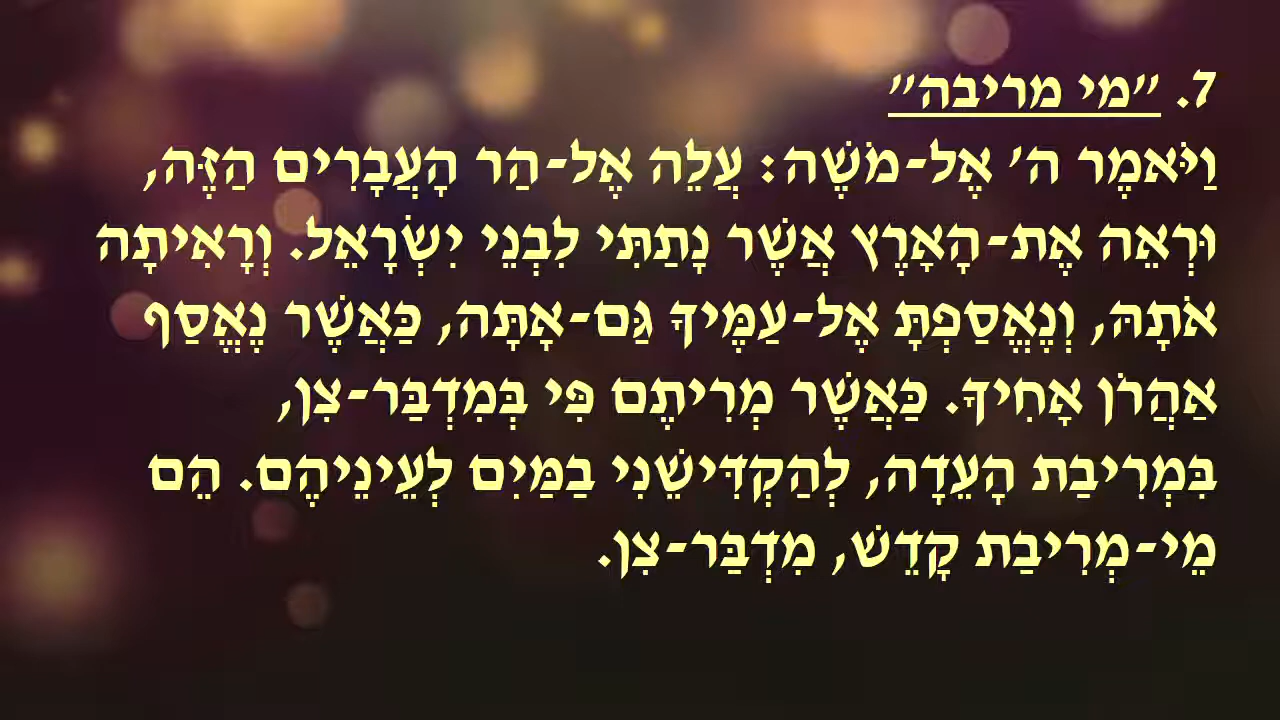 7. "מי מריבה"
וַיֹּאמֶר ה' אֶל-מֹשֶׁה: עֲלֵה אֶל-הַר הָעֲבָרִים הַזֶּה,
וּרְאֵה אֶת-הָאָרֶץ אֲשֶׁר נָתַתִּי לִבְנֵי יִשְׂרָאֵל. וְרָאִיתָה
אֹתָהּ, וְנֶאֱסַפְתָּ אֶל-עַמֶּיךָ גַּם-אָתָּה, כַּאֲשֶׁר נֶאֱסַף
אַהֲרֹן אָחִיךָ. כַּאֲשֶׁר מְרִיתֶם פִּי בְּמִדְבַּר-צִן,
בִּמְרִיבַת הָעֵדָה, לְהַקְדִּישֵׁנִי בַמַּיִם לְעֵינֵיהֶם. הֵם
מֵי-מְרִיבַת קָדֵשׁ, מִדְבַּר-צִן.